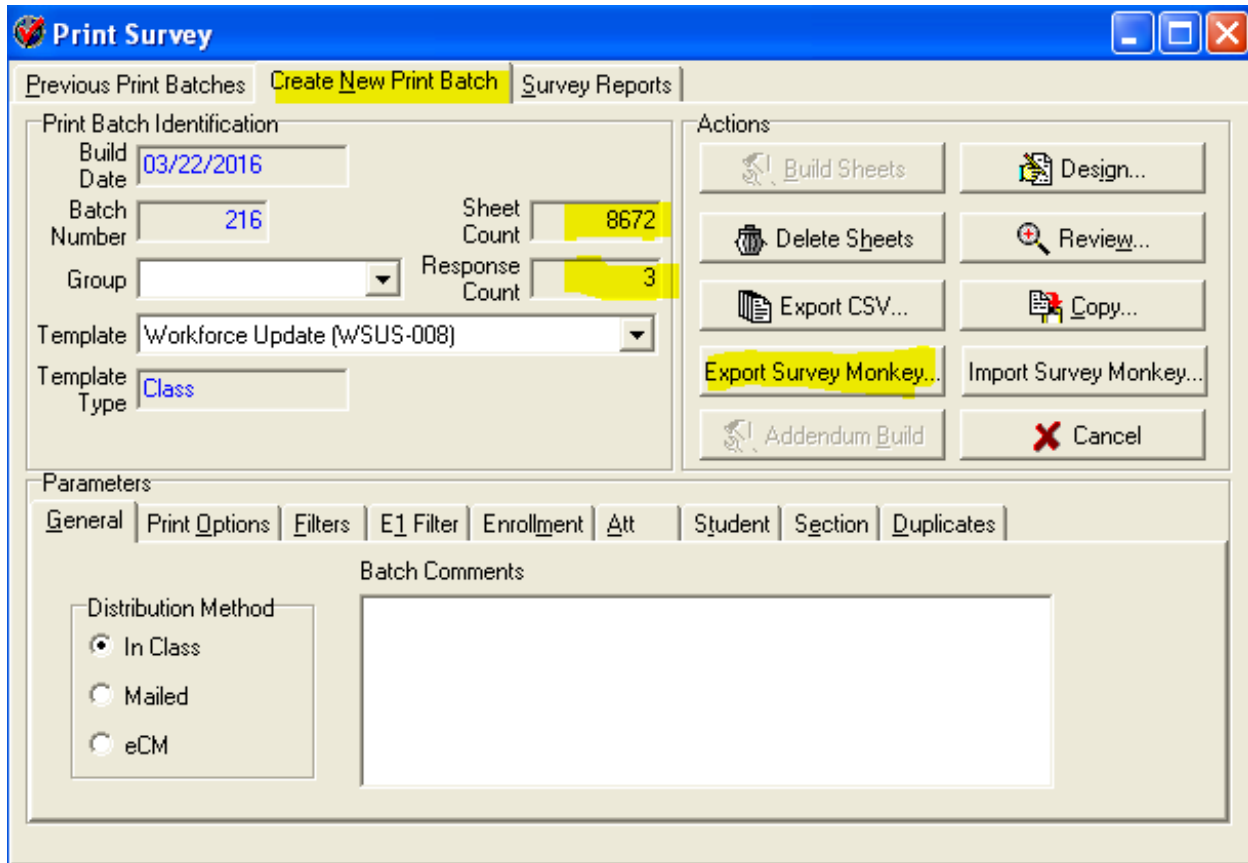 Print Survey
Previous Print Batches Create New Print Batch Survey Reports
Print Batch Identification
Build Date 03/22/2016
Batch Number 216
Sheet Count 8672
Group
Response Count 3
Template Workforce Update (WSUS-008)
Template Type Class
Actions
Build Sheets Design...
Delete Sheets Review...
Export CSV... Copy...
Export Survey Monkey... Import Survey Monkey...
Addendum Build Cancel
Parameters
General Print Options Filters E1 Filter Enrollment Att Student Section Duplicates
Batch Comments
Distribution Method
In Class
Mailed
eCM